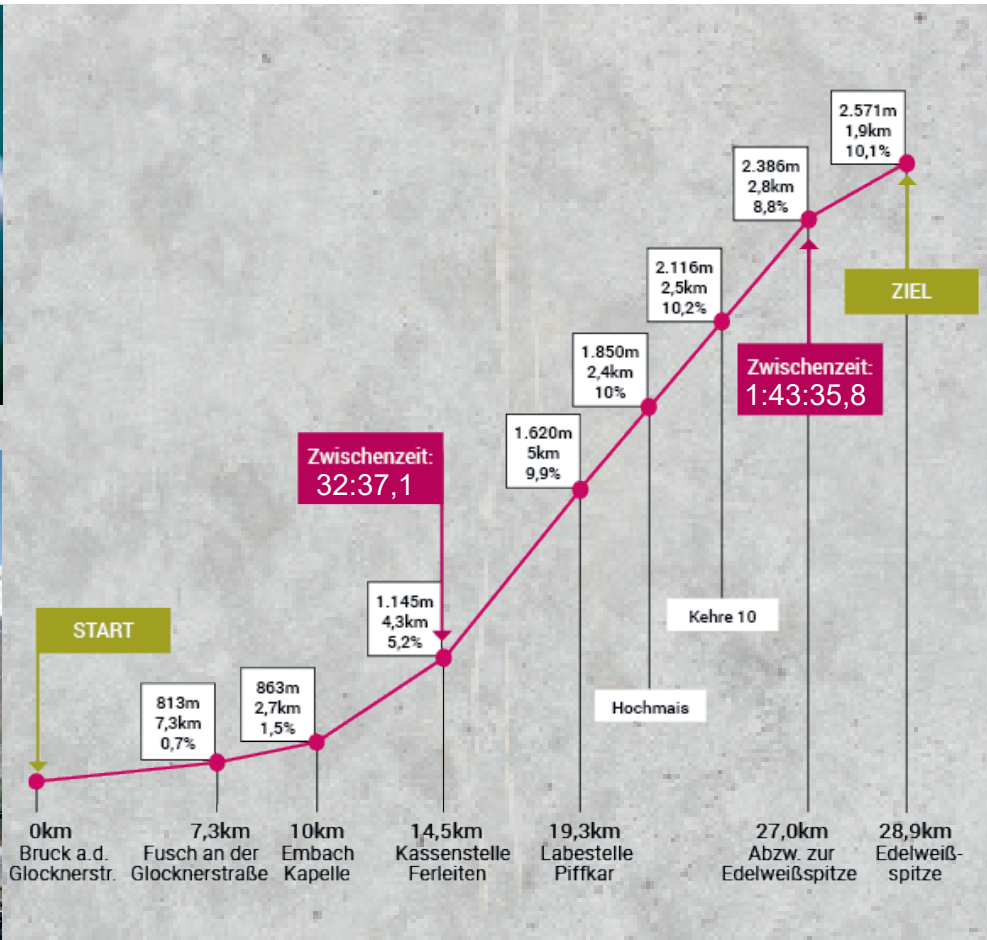 2.571m
1,9km
10,1%
2.386m
2,8km
8,8%
2.116m
2,5km
10,2%
ZIEL
1.850m
2,4km
10%
Zwischenzeit:
1:43:35,8
1.620m
5km
9,9%
Zwischenzeit:
32:37,1
1.145m
4,3km
5,2%
Kehre 10
START
863m
2,7km
1,5%
813m
7,3km
0,7%
Hochmais
0km
Bruck a.d.
Glocknerstr.
7,3km
Fusch an der
Glocknerstraße
10km
Embach
Kapelle
14,5km
Kassenstelle
Ferleiten
19,3km
Labestelle
Piffkar
27,0km
Abzw. zur
Edelweißspitze
28,9km
Edelweiß-
spitze